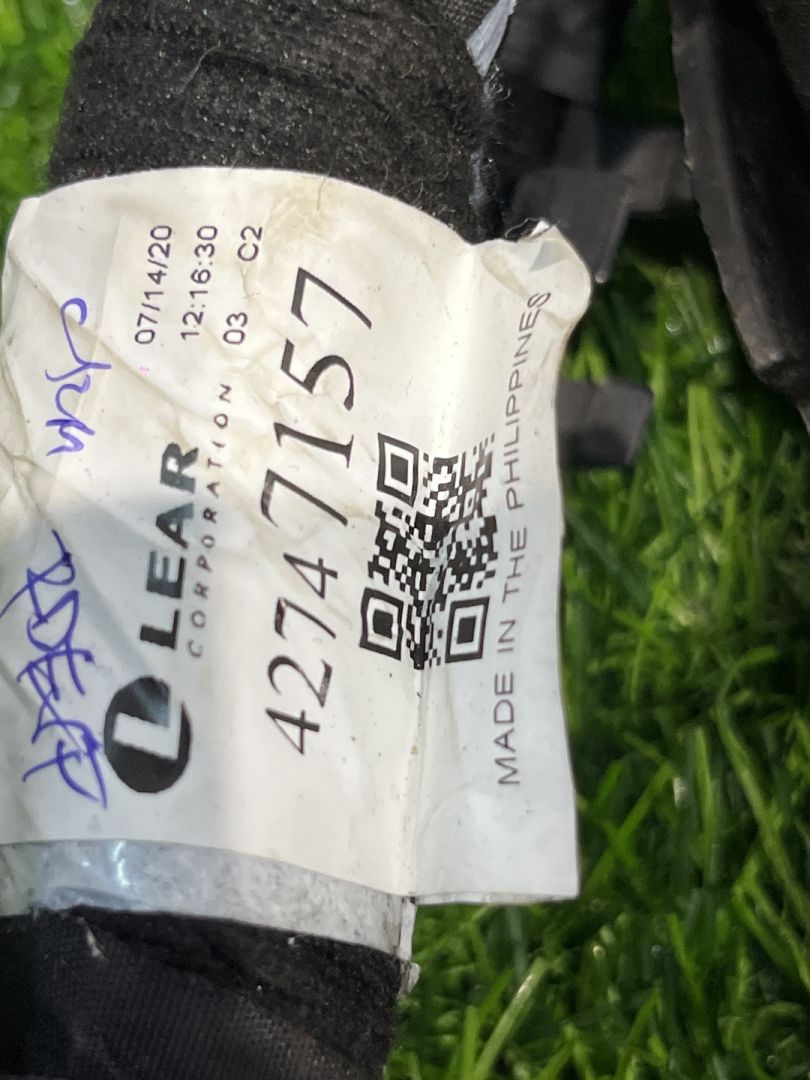 07/14/20
12:16:30
03 C2
LEAR
CORPORATION
42747157
MADE IN THE PHILIPPINES